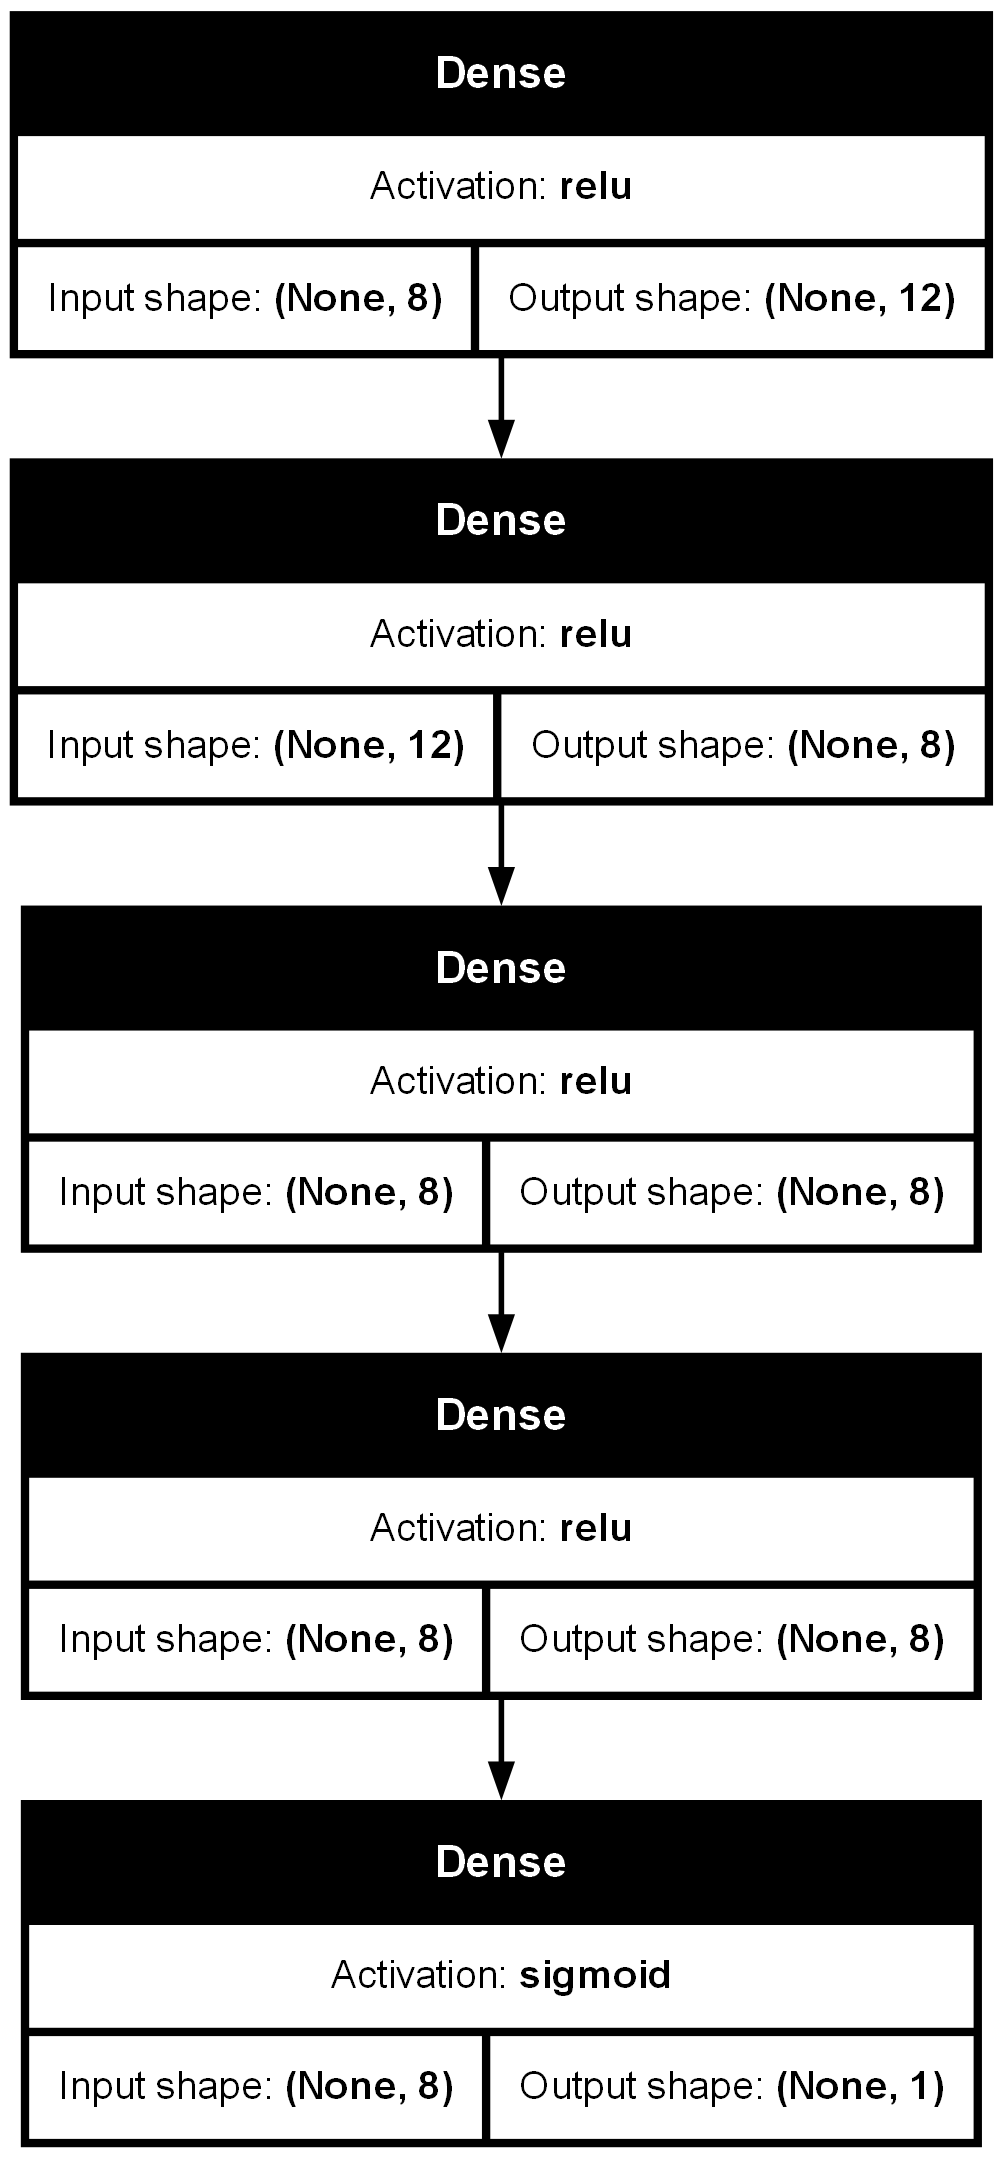 Dense
Activation: relu
Input shape: (None, 8) Output shape: (None, 12)
Dense
Activation: relu
Input shape: (None, 12) Output shape: (None, 8)
Dense
Activation: relu
Input shape: (None, 8) Output shape: (None, 8)
Dense
Activation: relu
Input shape: (None, 8) Output shape: (None, 8)
Dense
Activation: sigmoid
Input shape: (None, 8) Output shape: (None, 1)